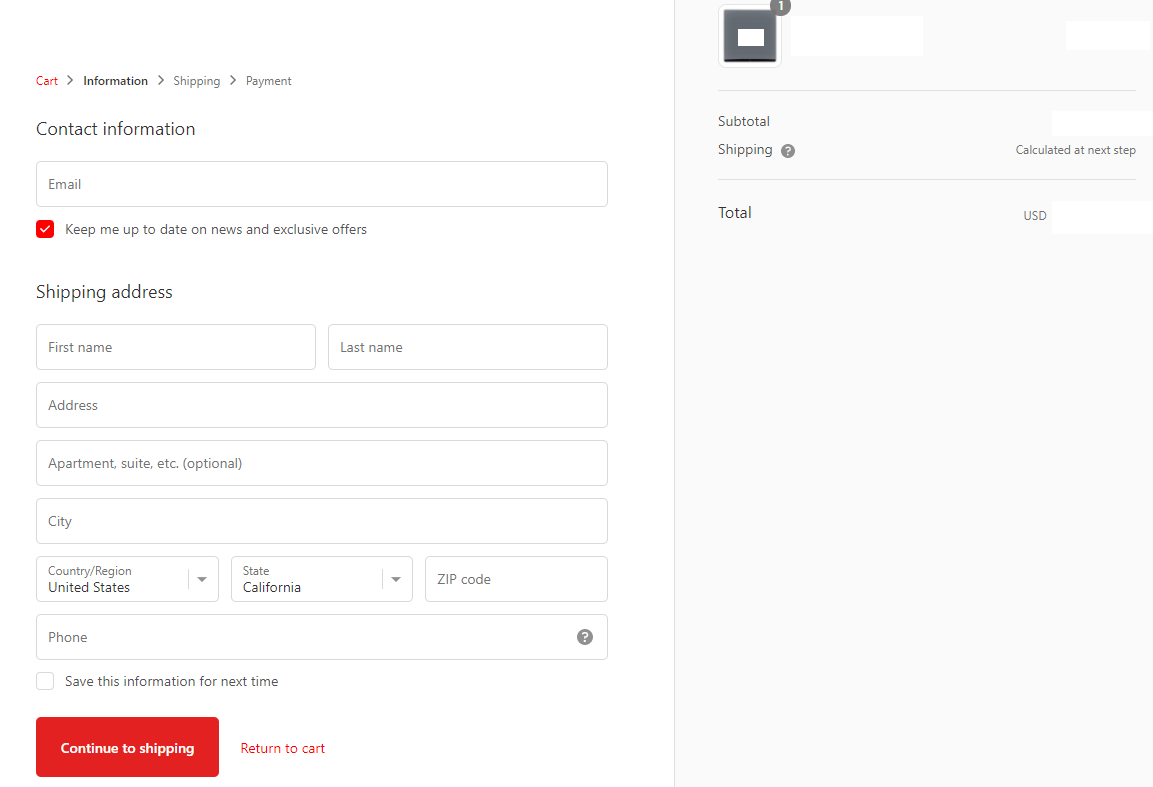 Cart > Information > Shipping > Payment
Contact information
Email
Keep me up to date on news and exclusive offers
Shipping address
First name Last name
Address
Apartment, suite, etc. (optional)
City
Country/Region State
United States California ZIP code
Phone ?
Save this information for next time
Continue to shipping Return to cart
1
Subtotal
Shipping ? Calculated at next step
Total USD